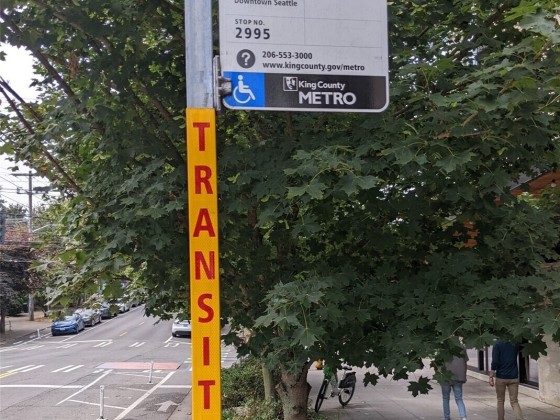 Downtown Seattle
STOP NO.
2995
206-553-3000
www.kingcounty.gov/metro
King County
METRO
TRANSIT